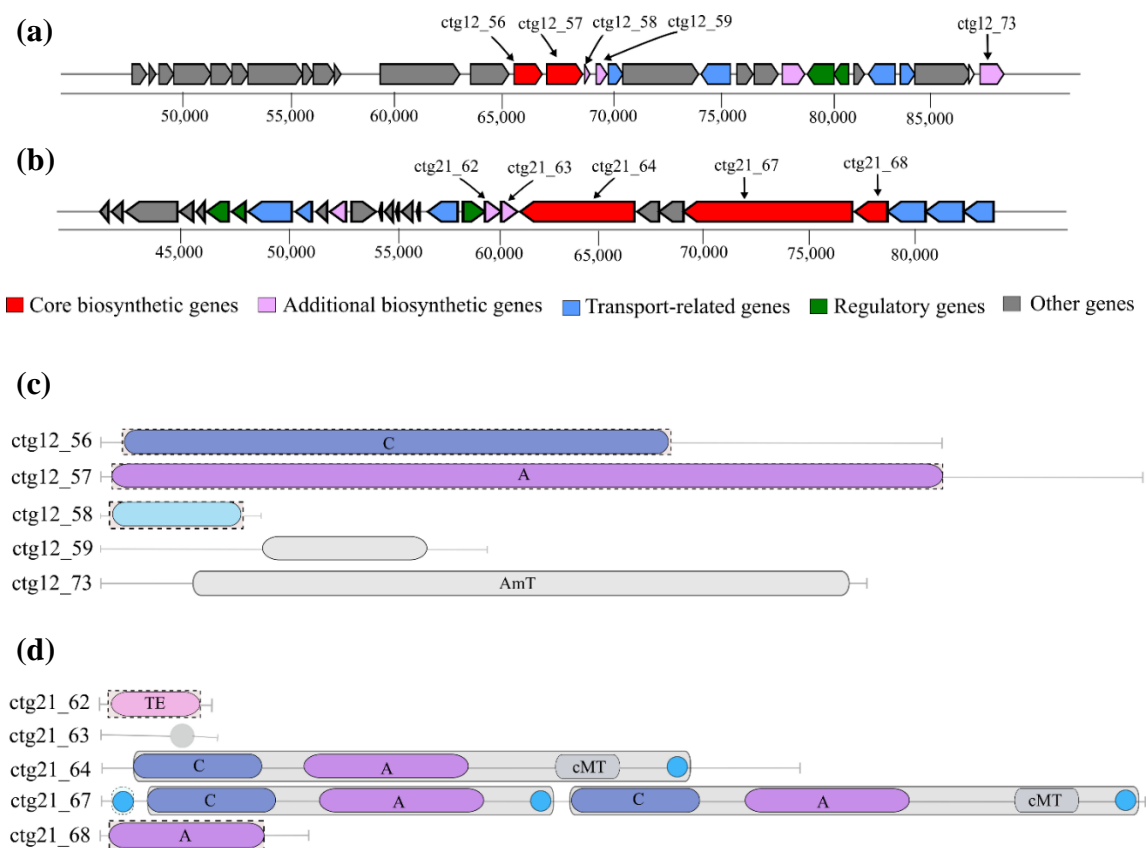 (a)
ctg12_56
ctg12_57
ctg12_58
ctg12_59
ctg12_73
50,000 55,000 60,000 65,000 70,000 75,000 80,000 85,000
(b)
ctg21_62
ctg21_63
ctg21_64
ctg21_67
ctg21_68
45,000 50,000 55,000 60,000 65,000 70,000 75,000 80,000
Core biosynthetic genes Additional biosynthetic genes Transport-related genes Regulatory genes Other genes
(c)
ctg12_56 C
ctg12_57 A
ctg12_58
ctg12_59
ctg12_73 AmT
(d)
ctg21_62 TE
ctg21_63
ctg21_64 C A cMT
ctg21_67 C A C A cMT
ctg21_68 A